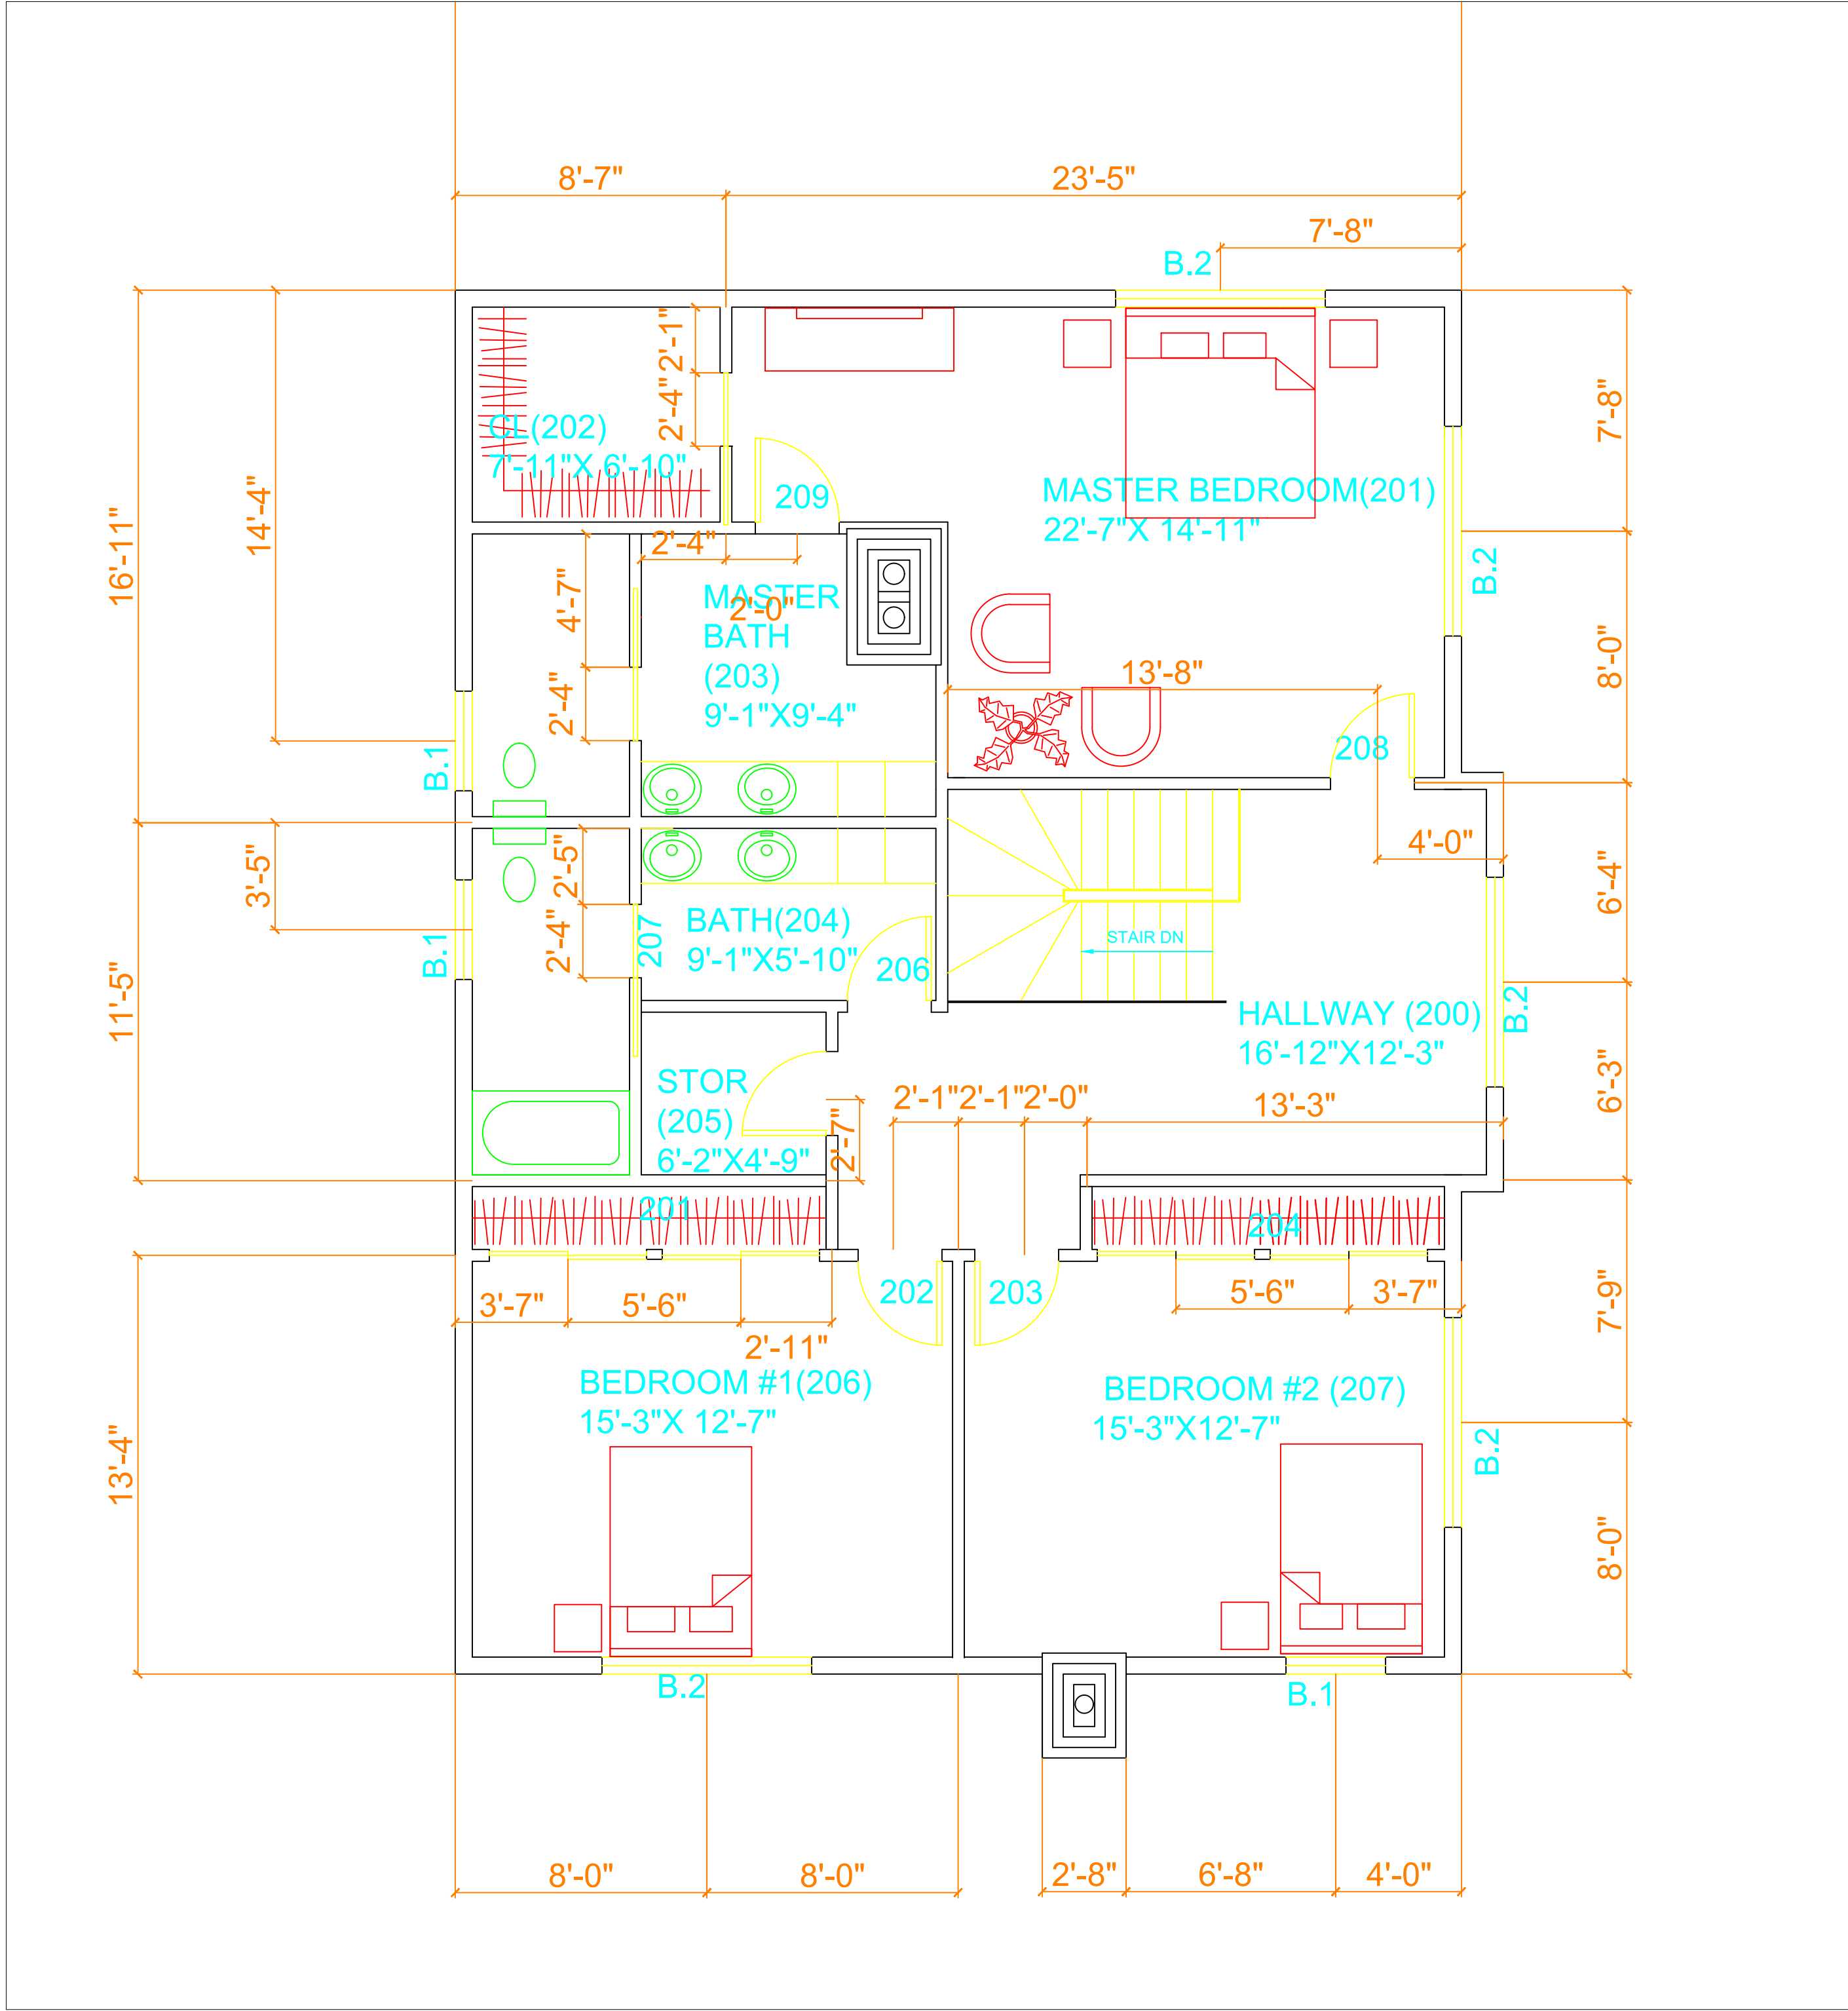 8'-7"
23'-5"
7'-8"
B.2
2'-1"
7'-8"
2'-4"
CL(202)
7'-11"X 6'-10"
MASTER BEDROOM(201)
22'-7"X 14'-11"
209
14'-4"
16'-11"
2'-4"
B.2
4'-7"
MASTER
2'-0"
BATH
(203)
9'-1"X9'-4"
8'-0"
13'-8"
2'-4"
208
B.1
4'-0"
3'-5"
2'-5"
6'-4"
BATH(204)
9'-1"X5'-10"
207
2'-4"
B.1
206
STAIR DN
11'-5"
HALLWAY (200)
16'-12"X12'-3"
B.2
STOR
(205)
6'-2"X4'-9"
2'-1"
2'-1"
2'-0"
13'-3"
6'-3"
2'-7"
201
204
202
203
3'-7"
5'-6"
2'-11"
5'-6"
3'-7"
7'-9"
BEDROOM #1(206)
15'-3"X 12'-7"
BEDROOM #2 (207)
15'-3"X12'-7"
13'-4"
B.2
8'-0"
B.2
B.1
8'-0"
8'-0"
2'-8"
6'-8"
4'-0"